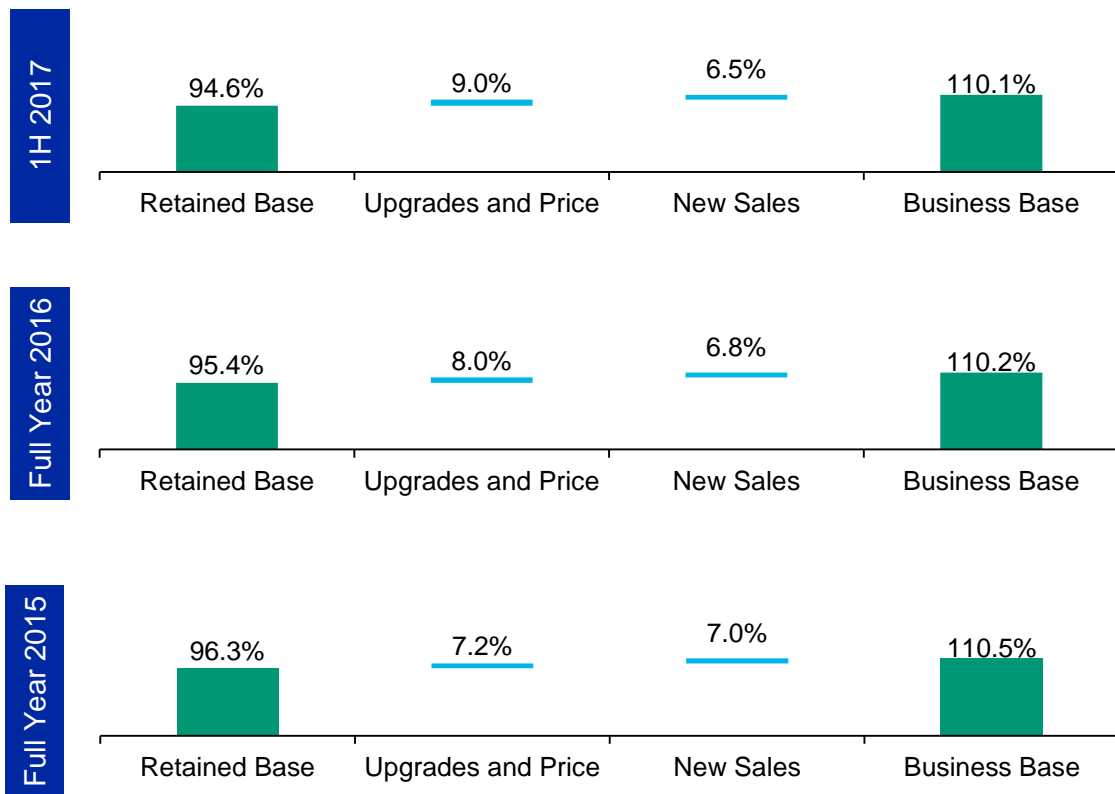 1H 2017
94.6%
9.0%
6.5%
110.1%
Retained Base
Upgrades and Price
New Sales
Business Base
Full Year 2016
95.4%
8.0%
6.8%
110.2%
Retained Base
Upgrades and Price
New Sales
Business Base
Full Year 2015
96.3%
7.2%
7.0%
110.5%
Retained Base
Upgrades and Price
New Sales
Business Base